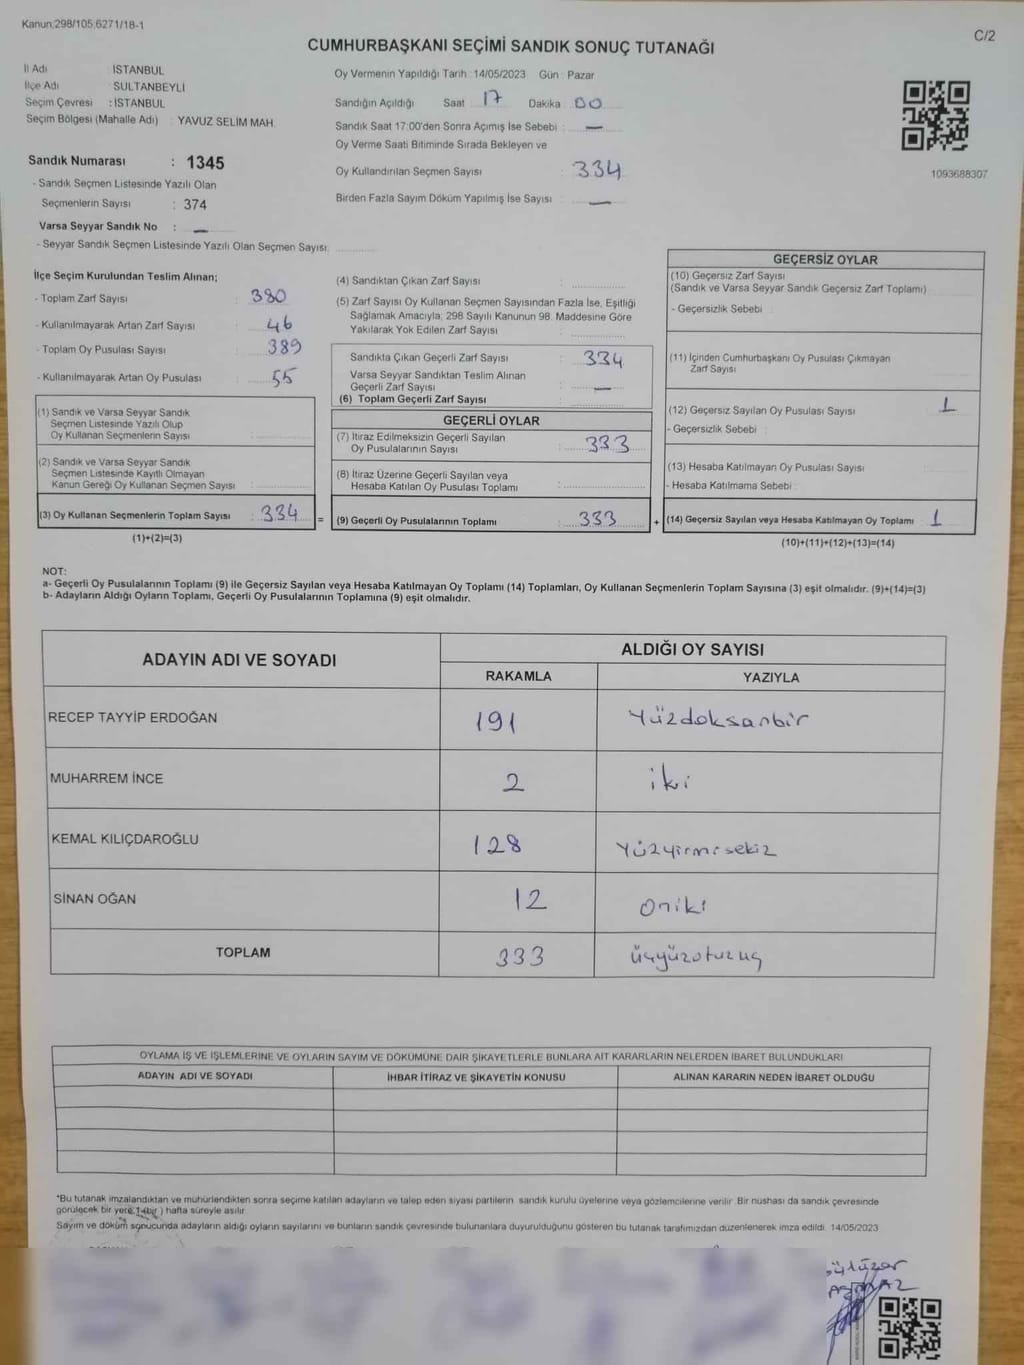 Kanun:298/105,6271/18-1
C/2
CUMHURBAŞKANI SEÇİMİ SANDIK SONUÇ TUTANAĞI
İl Adı : İSTANBUL
İlçe Adı : SULTANBEYLİ
Seçim Çevresi : İSTANBUL
Seçim Bölgesi (Mahalle Adı) : YAVUZ SELİM MAH.
Sandık Numarası : 1345
- Sandık Seçmen Listesinde Yazılı Olan
Seçmenlerin Sayısı : 374
Varsa Seyyar Sandık No : —
- Seyyar Sandık Seçmen Listesinde Yazılı Olan Seçmen Sayısı:
Oy Vermenin Yapıldığı Tarih : 14/05/2023 Gün : Pazar
Sandığın Açıldığı Saat 17 Dakika 00
Sandık Saat 17:00'den Sonra Açımış İse Sebebi : —
Oy Verme Saati Bitiminde Sırada Bekleyen ve
Oy Kullandırılan Seçmen Sayısı : 334
Birden Fazla Sayım Döküm Yapılmış İse Sayısı : —
1093688307
İlçe Seçim Kurulundan Teslim Alınan;
- Toplam Zarf Sayısı : 380
- Kullanılmayarak Artan Zarf Sayısı : 46
- Toplam Oy Pusulası Sayısı : 389
- Kullanılmayarak Artan Oy Pusulası : 55
(1) Sandık ve Varsa Seyyar Sandık
Seçmen Listesinde Yazılı Olup
Oy Kullanan Seçmenlerin Sayısı :
(2) Sandık ve Varsa Seyyar Sandık
Seçmen Listesinde Kayıtlı Olmayan
Kanun Gereği Oy Kullanan Seçmen Sayısı :
(3) Oy Kullanan Seçmenlerin Toplam Sayısı : 334 =
(1)+(2)=(3)
(4) Sandıktan Çıkan Zarf Sayısı :
(5) Zarf Sayısı Oy Kullanan Seçmen Sayısından Fazla İse, Eşitliği
Sağlamak Amacıyla; 298 Sayılı Kanunun 98. Maddesine Göre
Yakılarak Yok Edilen Zarf Sayısı :
Sandıkta Çıkan Geçerli Zarf Sayısı : 334
Varsa Seyyar Sandıktan Teslim Alınan
Geçerli Zarf Sayısı : —
(6) Toplam Geçerli Zarf Sayısı :
GEÇERLİ OYLAR
(7) İtiraz Edilmeksizin Geçerli Sayılan
Oy Pusulalarının Sayısı : 333
(8) İtiraz Üzerine Geçerli Sayılan veya
Hesaba Katılan Oy Pusulası Toplamı :
(9) Geçerli Oy Pusulalarının Toplamı : 333 +
GEÇERSİZ OYLAR
(10) Geçersiz Zarf Sayısı
(Sandık ve Varsa Seyyar Sandık Geçersiz Zarf Toplamı) :
- Geçersizlik Sebebi :
(11) İçinden Cumhurbaşkanı Oy Pusulası Çıkmayan
Zarf Sayısı :
(12) Geçersiz Sayılan Oy Pusulası Sayısı : 1
- Geçersizlik Sebebi :
(13) Hesaba Katılmayan Oy Pusulası Sayısı :
- Hesaba Katılmama Sebebi :
(14) Geçersiz Sayılan veya Hesaba Katılmayan Oy Toplamı : 1
(10)+(11)+(12)+(13)=(14)
NOT:
a- Geçerli Oy Pusulalarının Toplamı (9) ile Geçersiz Sayılan veya Hesaba Katılmayan Oy Toplamı (14) Toplamları, Oy Kullanan Seçmenlerin Toplam Sayısına (3) eşit olmalıdır. (9)+(14)=(3)
b- Adayların Aldığı Oyların Toplamı, Geçerli Oy Pusulalarının Toplamına (9) eşit olmalıdır.
ADAYIN ADI VE SOYADI
ALDIĞI OY SAYISI
RAKAMLA YAZIYLA
RECEP TAYYİP ERDOĞAN 191 Yüzdoksanbir
MUHARREM İNCE 2 iki
KEMAL KILIÇDAROĞLU 128 Yüzyirmisekiz
SİNAN OĞAN 12 Oniki
TOPLAM 333 üçyüzotuzüç
OYLAMA İŞ VE İŞLEMLERİNE VE OYLARIN SAYIM VE DÖKÜMÜNE DAİR ŞİKAYETLERLE BUNLARA AİT KARARLARIN NELERDEN İBARET BULUNDUKLARI
ADAYIN ADI VE SOYADI İHBAR İTİRAZ VE ŞİKAYETİN KONUSU ALINAN KARARIN NEDEN İBARET OLDUĞU
*Bu tutanak imzalandıktan ve mühürlendikten sonra seçime katılan adayların ve talep eden siyasi partilerin sandık kurulu üyelerine veya gözlemcilerine verilir. Bir nüshası da sandık çevresinde
görülecek bir yere 1 (bir) hafta süreyle asılır.
Sayım ve döküm sonucunda adayların aldığı oyların sayılarını ve bunların sandık çevresinde bulunanlara duyurulduğunu gösteren bu tutanak tarafımızdan düzenlenerek imza edildi. 14/05/2023